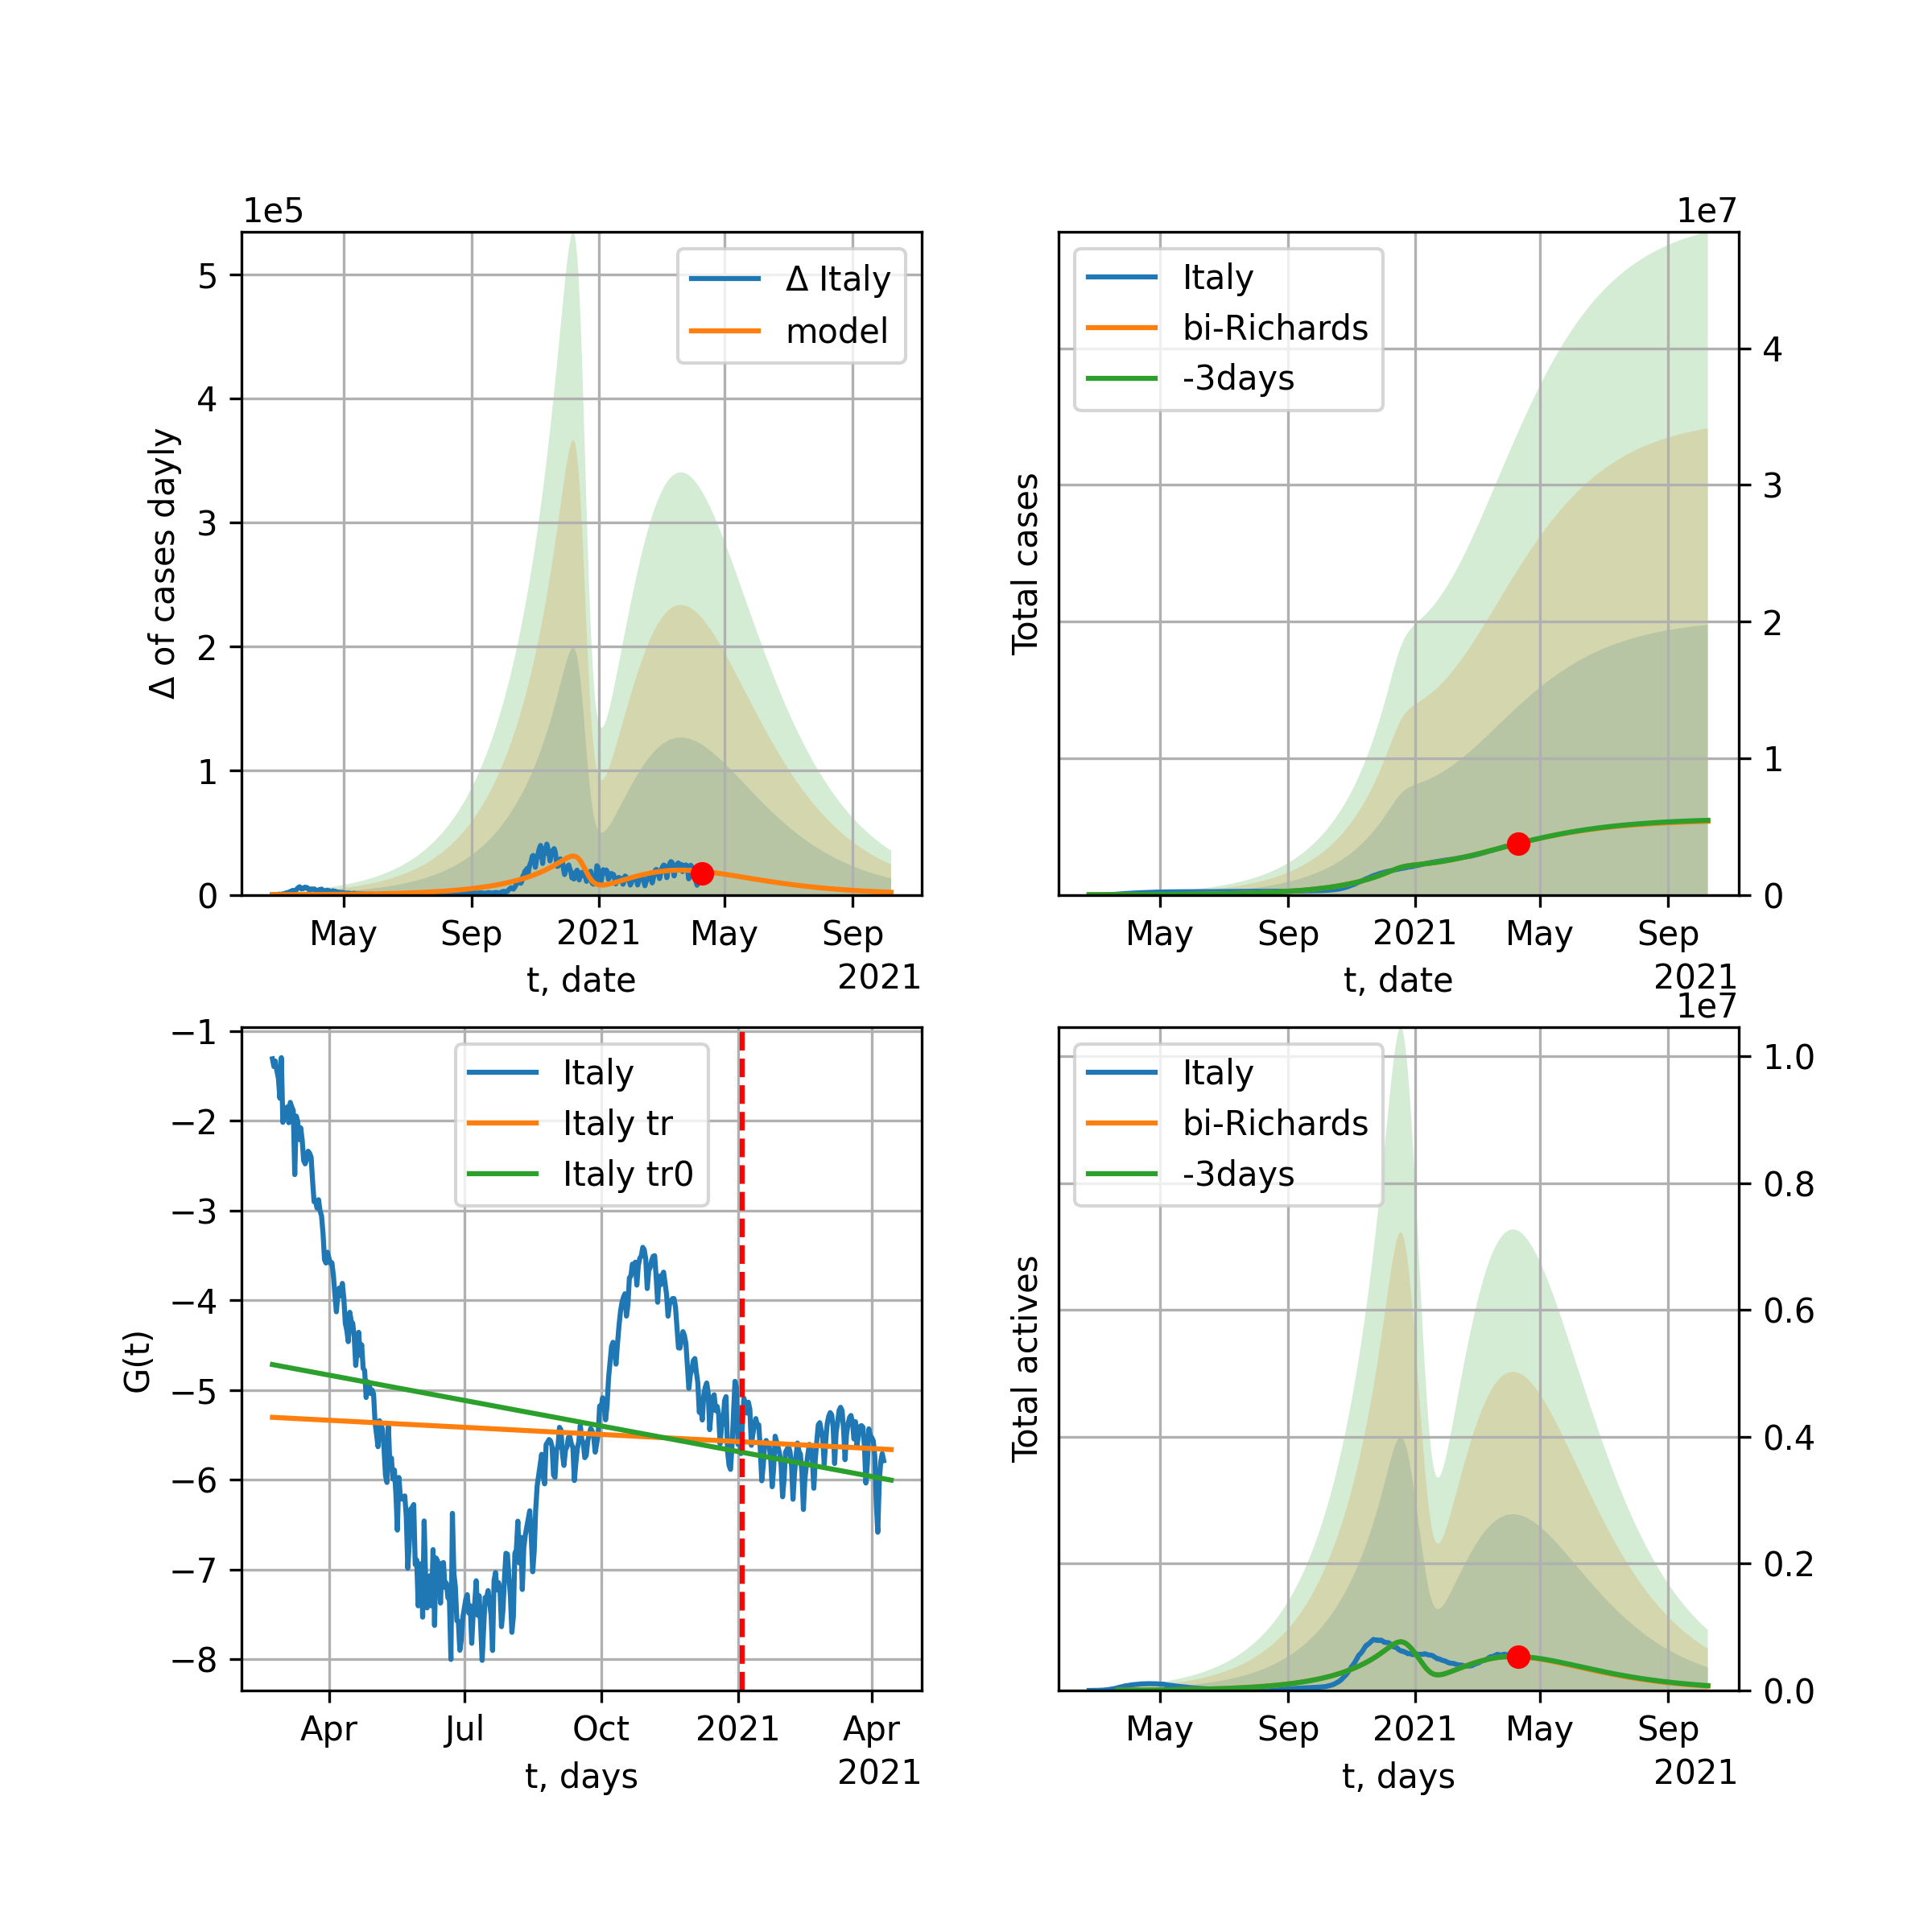 1e5
5
4
3
2
1
0
Δ of cases dayly
Δ Italy
model
May
Sep
2021
May
Sep
2021
t, date
1e7
Italy
bi-Richards
-3days
Total cases
4
3
2
1
0
May
Sep
2021
May
Sep
2021
t, date
−1
−2
−3
−4
−5
−6
−7
−8
G(t)
Italy
Italy tr
Italy tr0
Apr
Jul
Oct
2021
Apr
2021
t, days
1e7
Italy
bi-Richards
-3days
Total actives
1.0
0.8
0.6
0.4
0.2
0.0
May
Sep
2021
May
Sep
2021
t, days